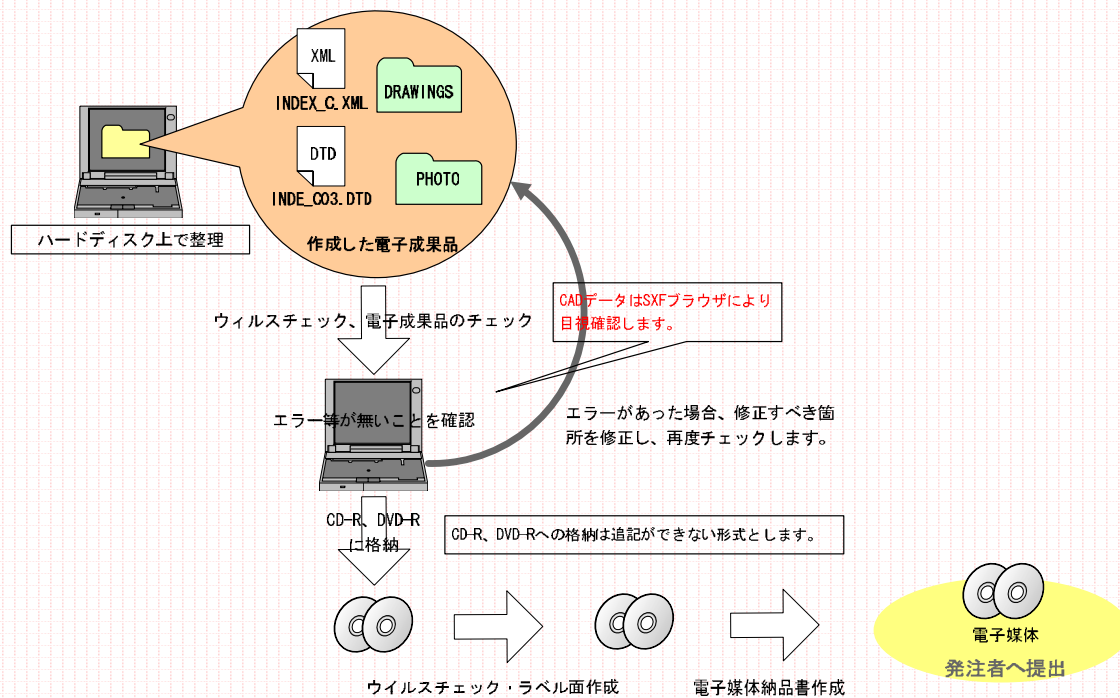 XML
INDEX_C.XML
DRAWINGS
DTD
INDE_C03.DTD
PHOTO
作成した電子成果品
ハードディスク上で整理
ウィルスチェック、電子成果品のチェック
CADデータはSXFブラウザにより
目視確認します。
エラー等が無いことを確認
エラーがあった場合、修正すべき箇
所を修正し、再度チェックします。
CD-R、DVD-R
に格納
CD-R、DVD-Rへの格納は追記ができない形式とします。
ウイルスチェック・ラベル面作成
電子媒体納品書作成
電子媒体
発注者へ提出